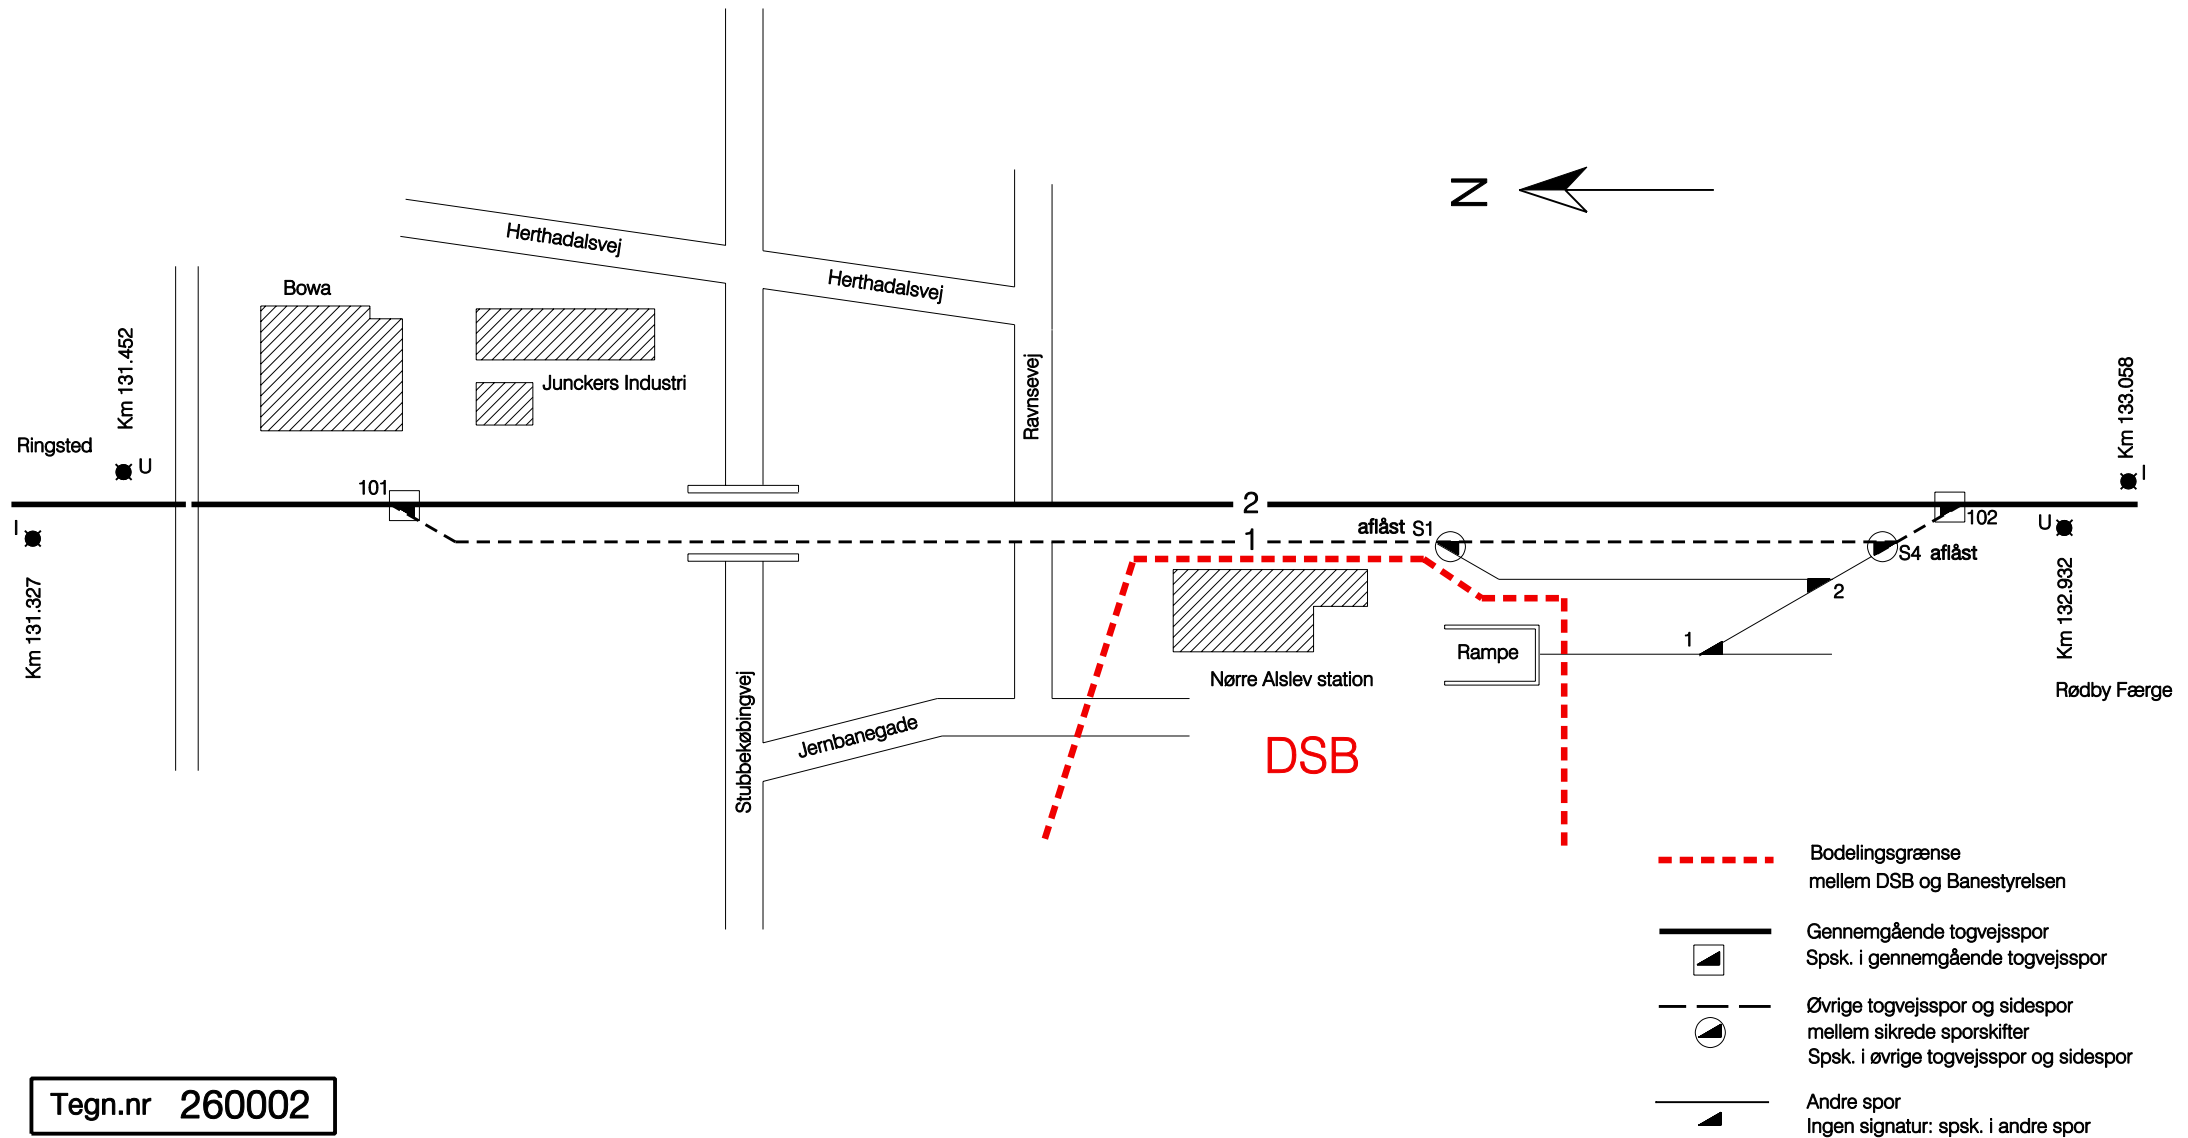 N
Herthadalsvej
Herthadalsvej
Bowa
Junckers Industri
Km 131.452
Ravnsevej
Km 133.058
Ringsted
U
I
101
2
102
I
U
aflåst S1
1
S4 aflåst
Km 131.327
2
1
Km 132.932
Rampe
Nørre Alslev station
Rødby Færge
Stubbekøbingvej
Jernbanegade
DSB
Bodelingsgrænse
mellem DSB og Banestyrelsen
Gennemgående togvejsspor
Spsk. i gennemgående togvejsspor
Øvrige togvejsspor og sidespor
mellem sikrede sporskifter
Spsk. i øvrige togvejsspor og sidespor
Andre spor
Ingen signatur: spsk. i andre spor
Tegn.nr 260002